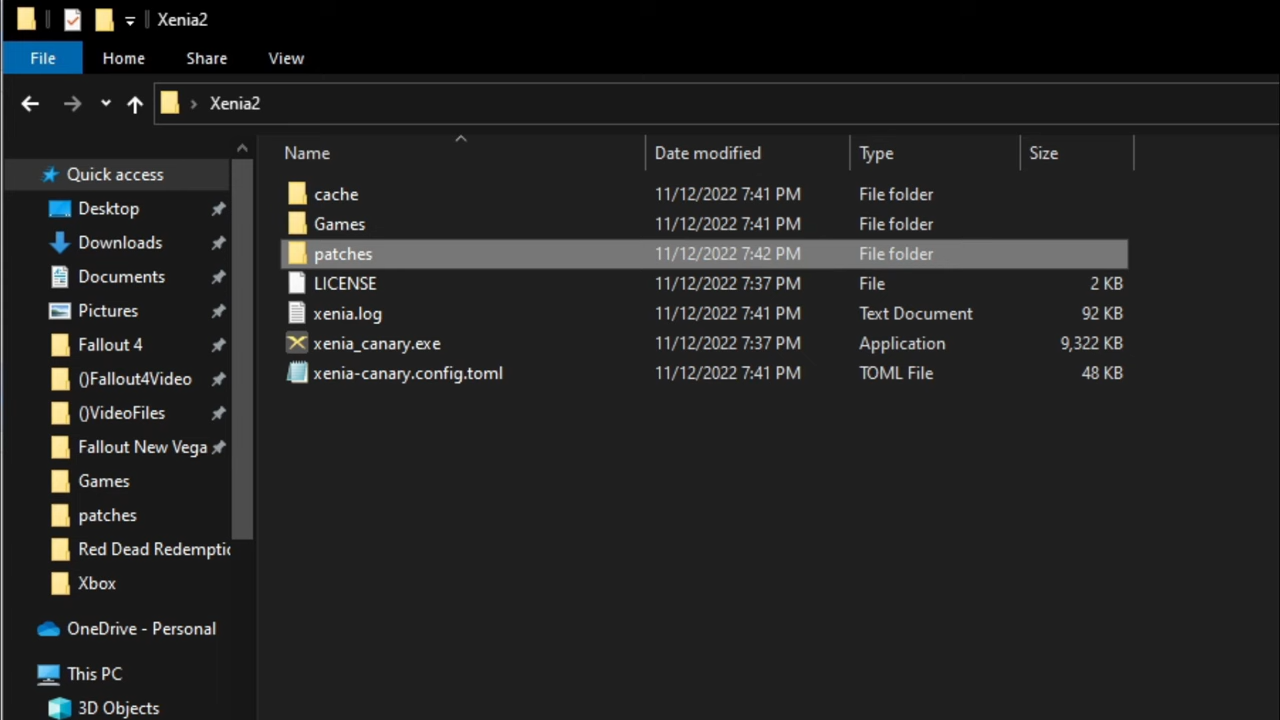 Xenia2
File Home Share View
Xenia2
Name Date modified Type Size
Quick access
Desktop
Downloads
Documents
Pictures
Fallout 4
()Fallout4Video
()VideoFiles
Fallout New Vega
Games
patches
Red Dead Redemptio
Xbox
OneDrive - Personal
This PC
3D Objects
cache 11/12/2022 7:41 PM File folder
Games 11/12/2022 7:41 PM File folder
patches 11/12/2022 7:42 PM File folder
LICENSE 11/12/2022 7:37 PM File 2 KB
xenia.log 11/12/2022 7:41 PM Text Document 92 KB
xenia_canary.exe 11/12/2022 7:37 PM Application 9,322 KB
xenia-canary.config.toml 11/12/2022 7:41 PM TOML File 48 KB